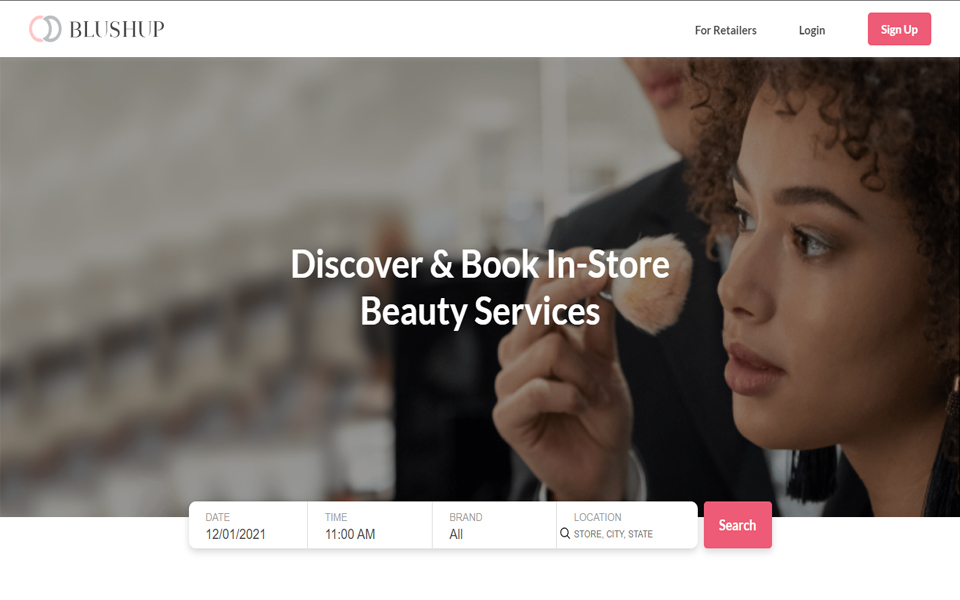 BLUSHUP
For Retailers
Login
Sign Up
Discover & Book In-Store
Beauty Services
DATE
12/01/2021
TIME
11:00 AM
BRAND
All
LOCATION
STORE, CITY, STATE
Search